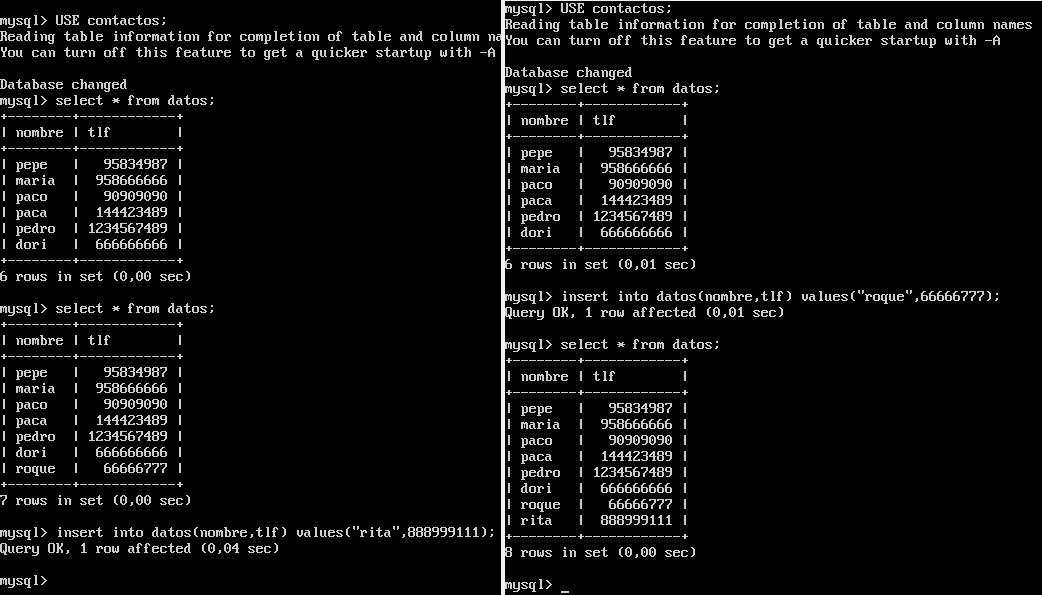 mysql> USE contactos;
Reading table information for completion of table and column na
You can turn off this feature to get a quicker startup with -A
Database changed
mysql> select * from datos;
+--------+------------+
| nombre | tlf        |
+--------+------------+
| pepe   |   95834987 |
| maria  |  958666666 |
| paco   |   90909090 |
| paca   |  144423489 |
| pedro  | 1234567489 |
| dori   |  666666666 |
+--------+------------+
6 rows in set (0,00 sec)
mysql> select * from datos;
+--------+------------+
| nombre | tlf        |
+--------+------------+
| pepe   |   95834987 |
| maria  |  958666666 |
| paco   |   90909090 |
| paca   |  144423489 |
| pedro  | 1234567489 |
| dori   |  666666666 |
| roque  |   66666777 |
+--------+------------+
7 rows in set (0,00 sec)
mysql> insert into datos(nombre,tlf) values("rita",888999111);
Query OK, 1 row affected (0,04 sec)
mysql>
mysql> USE contactos;
Reading table information for completion of table and column names
You can turn off this feature to get a quicker startup with -A
Database changed
mysql> select * from datos;
+--------+------------+
| nombre | tlf        |
+--------+------------+
| pepe   |   95834987 |
| maria  |  958666666 |
| paco   |   90909090 |
| paca   |  144423489 |
| pedro  | 1234567489 |
| dori   |  666666666 |
+--------+------------+
6 rows in set (0,01 sec)
mysql> insert into datos(nombre,tlf) values("roque",66666777);
Query OK, 1 row affected (0,01 sec)
mysql> select * from datos;
+--------+------------+
| nombre | tlf        |
+--------+------------+
| pepe   |   95834987 |
| maria  |  958666666 |
| paco   |   90909090 |
| paca   |  144423489 |
| pedro  | 1234567489 |
| dori   |  666666666 |
| roque  |   66666777 |
| rita   |  888999111 |
+--------+------------+
8 rows in set (0,00 sec)
mysql> _